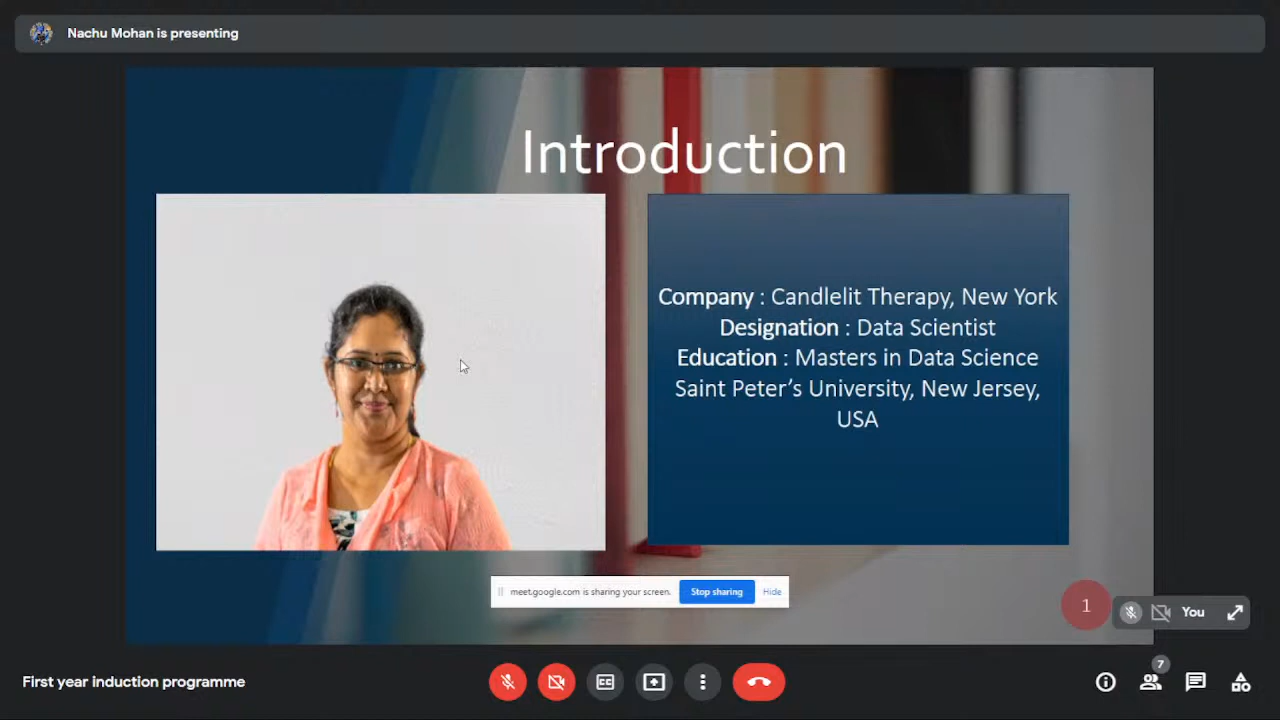 Nachu Mohan is presenting
Introduction
Company : Candlelit Therapy, New York
Designation : Data Scientist
Education : Masters in Data Science
Saint Peter’s University, New Jersey,
USA
meet.google.com is sharing your screen. Stop sharing Hide
1
You
First year induction programme
CC
7